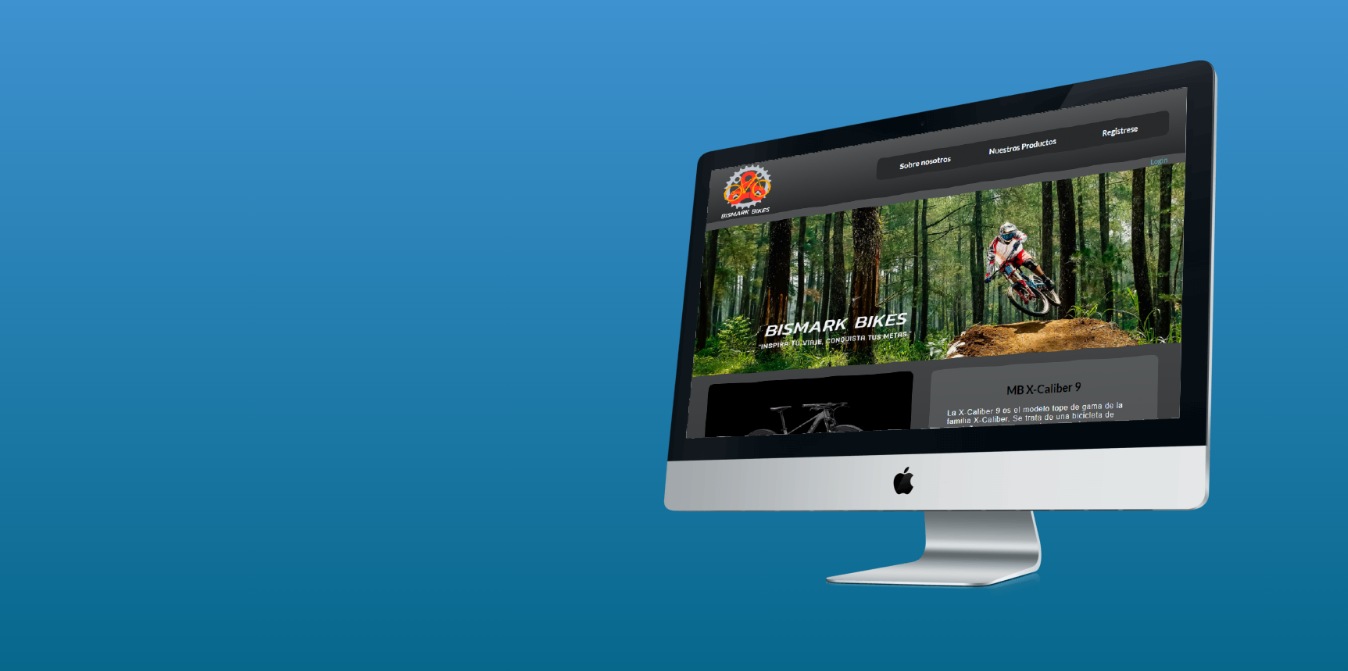 Sobre nosotros
Nuestros Productos
Registrese
Login
BISMARK BIKES
BISMARK BIKES
"INSPIRA TU VIAJE, CONQUISTA TUS METAS."
MB X-Caliber 9
La X-Caliber 9 es el modelo tope de gama de la
familia X-Caliber. Se trata de una bicicleta de